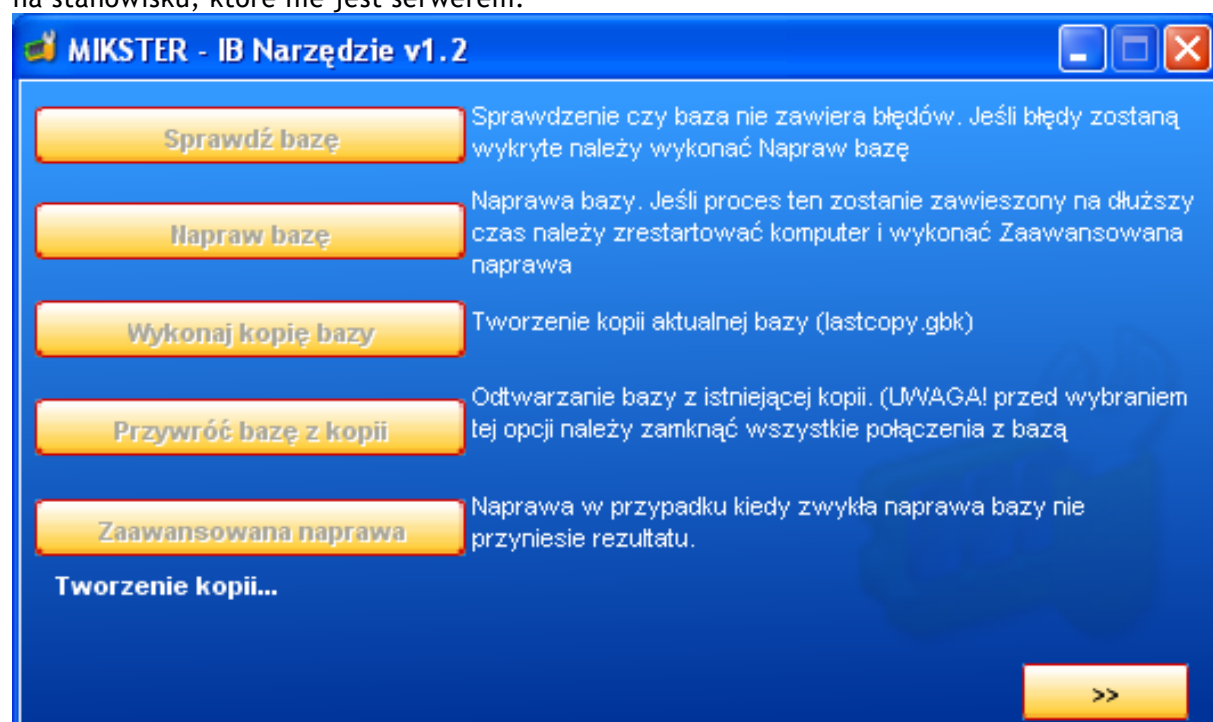 na stanowisku, które nie jest serwerem.
MIKSTER - IB Narzędzie v1.2
Sprawdź bazę
Sprawdzenie czy baza nie zawiera błędów. Jeśli błędy zostaną
wykryte należy wykonać Napraw bazę
Napraw bazę
Naprawa bazy. Jeśli proces ten zostanie zawieszony na dłuższy
czas należy zrestartować komputer i wykonać Zaawansowana
naprawa
Wykonaj kopię bazy
Tworzenie kopii aktualnej bazy (lastcopy.gbk)
Przywróć bazę z kopii
Odtwarzanie bazy z istniejącej kopii. (UWAGA! przed wybraniem
tej opcji należy zamknąć wszystkie połączenia z bazą
Zaawansowana naprawa
Naprawa w przypadku kiedy zwykła naprawa bazy nie
przyniesie rezultatu.
Tworzenie kopii...
>>